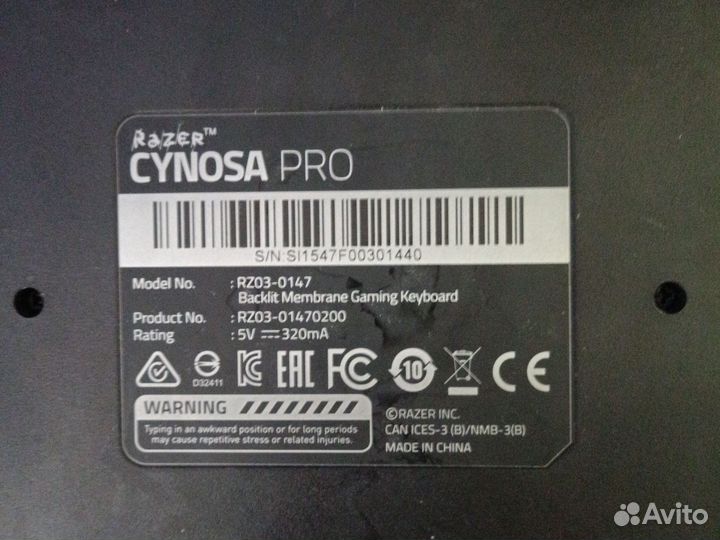 RAZER™
CYNOSA PRO
S/N:SI1547F00301440
Model No. : RZ03-0147
Backlit Membrane Gaming Keyboard
Product No. : RZ03-01470200
Rating : 5V ⎓ 320mA
D32411
EAC FC 10 CE
WARNING
Typing in an awkward position or for long periods
may cause repetitive stress or related injuries.
©RAZER INC.
CAN ICES-3 (B)/NMB-3(B)
MADE IN CHINA
Avito